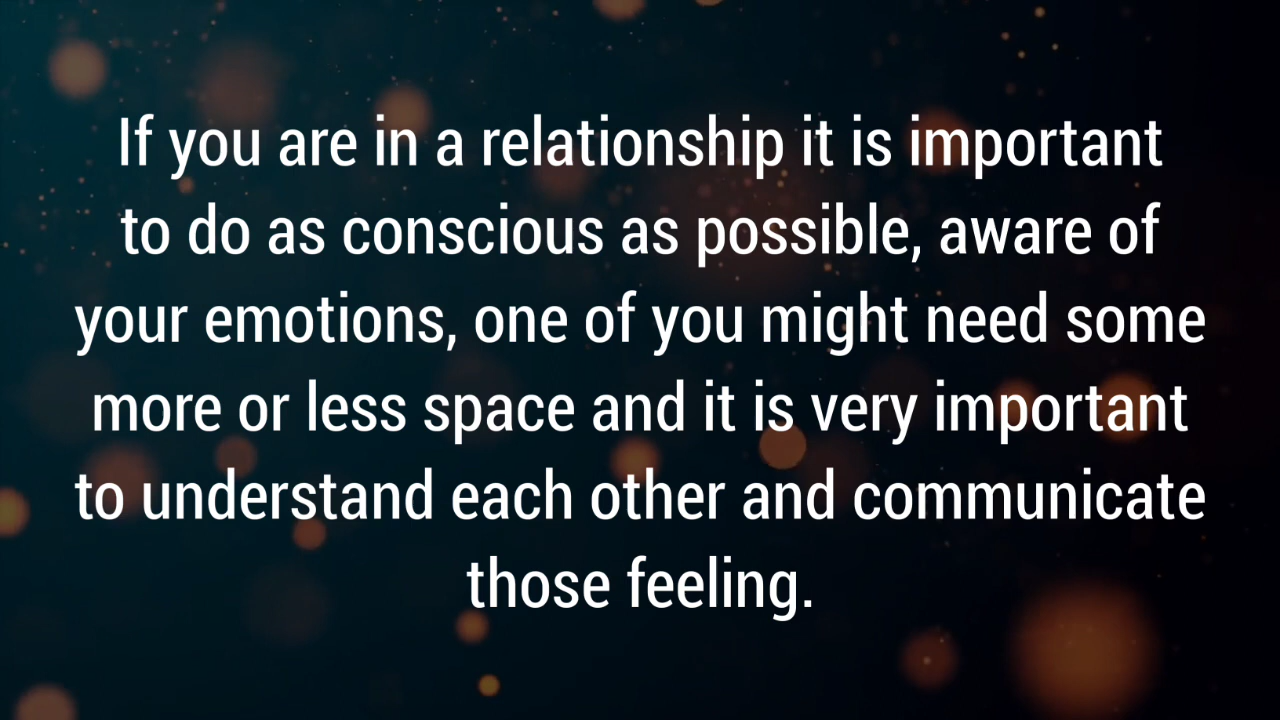 If you are in a relationship it is important
to do as conscious as possible, aware of
your emotions, one of you might need some
more or less space and it is very important
to understand each other and communicate
those feeling.